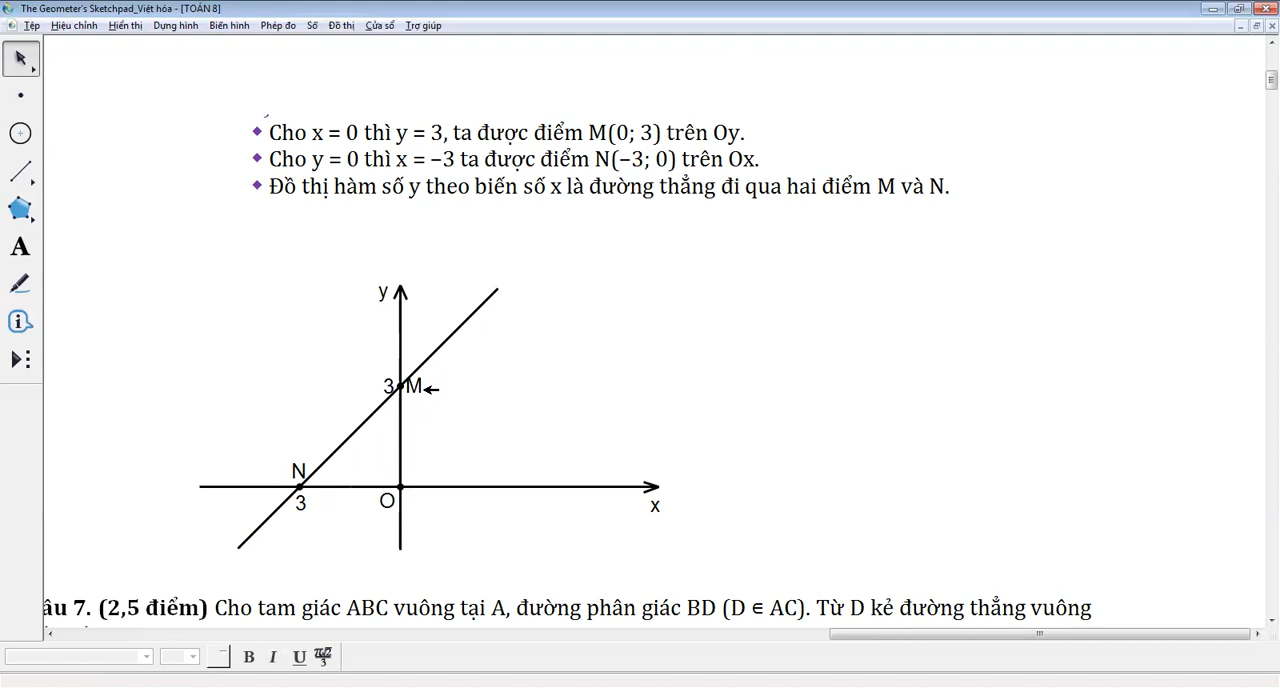 The Geometer's Sketchpad_Việt hóa - [TOÁN 8]
Tệp Hiệu chỉnh Hiển thị Dựng hình Biến hình Phép đo Số Đồ thị Cửa sổ Trợ giúp
Cho x = 0 thì y = 3, ta được điểm M(0; 3) trên Oy.
Cho y = 0 thì x = −3 ta được điểm N(−3; 0) trên Ox.
Đồ thị hàm số y theo biến số x là đường thẳng đi qua hai điểm M và N.
y
3 M
N
3 O
x
âu 7. (2,5 điểm) Cho tam giác ABC vuông tại A, đường phân giác BD (D ∈ AC). Từ D kẻ đường thẳng vuông
A
B I U